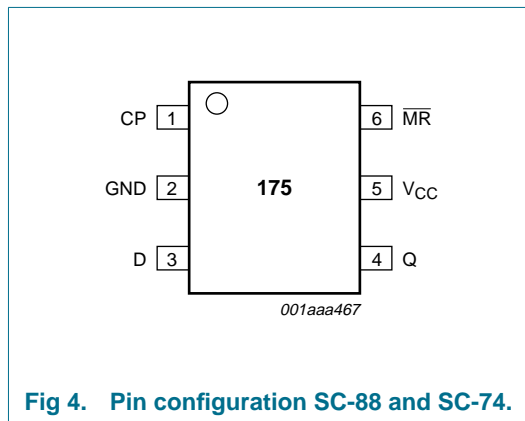 CP 1 6 M̅R̅
GND 2 175 5 VCC
D 3 4 Q
001aaa467
Fig 4. Pin configuration SC-88 and SC-74.